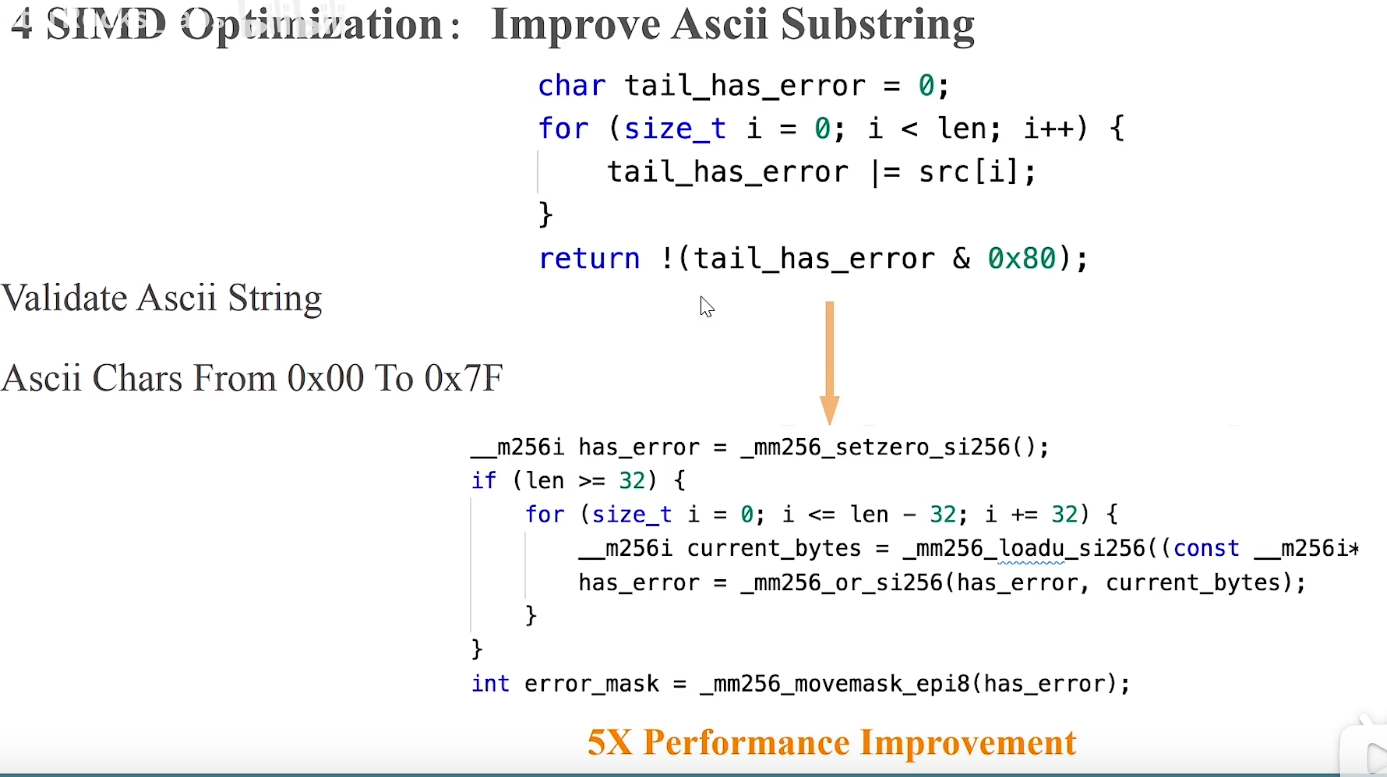 4 SIMD Optimization: Improve Ascii Substring
char tail_has_error = 0;
for (size_t i = 0; i < len; i++) {
tail_has_error |= src[i];
}
return !(tail_has_error & 0x80);
Validate Ascii String
Ascii Chars From 0x00 To 0x7F
__m256i has_error = _mm256_setzero_si256();
if (len >= 32) {
for (size_t i = 0; i <= len - 32; i += 32) {
__m256i current_bytes = _mm256_loadu_si256((const __m256i*
has_error = _mm256_or_si256(has_error, current_bytes);
}
}
int error_mask = _mm256_movemask_epi8(has_error);
5X Performance Improvement